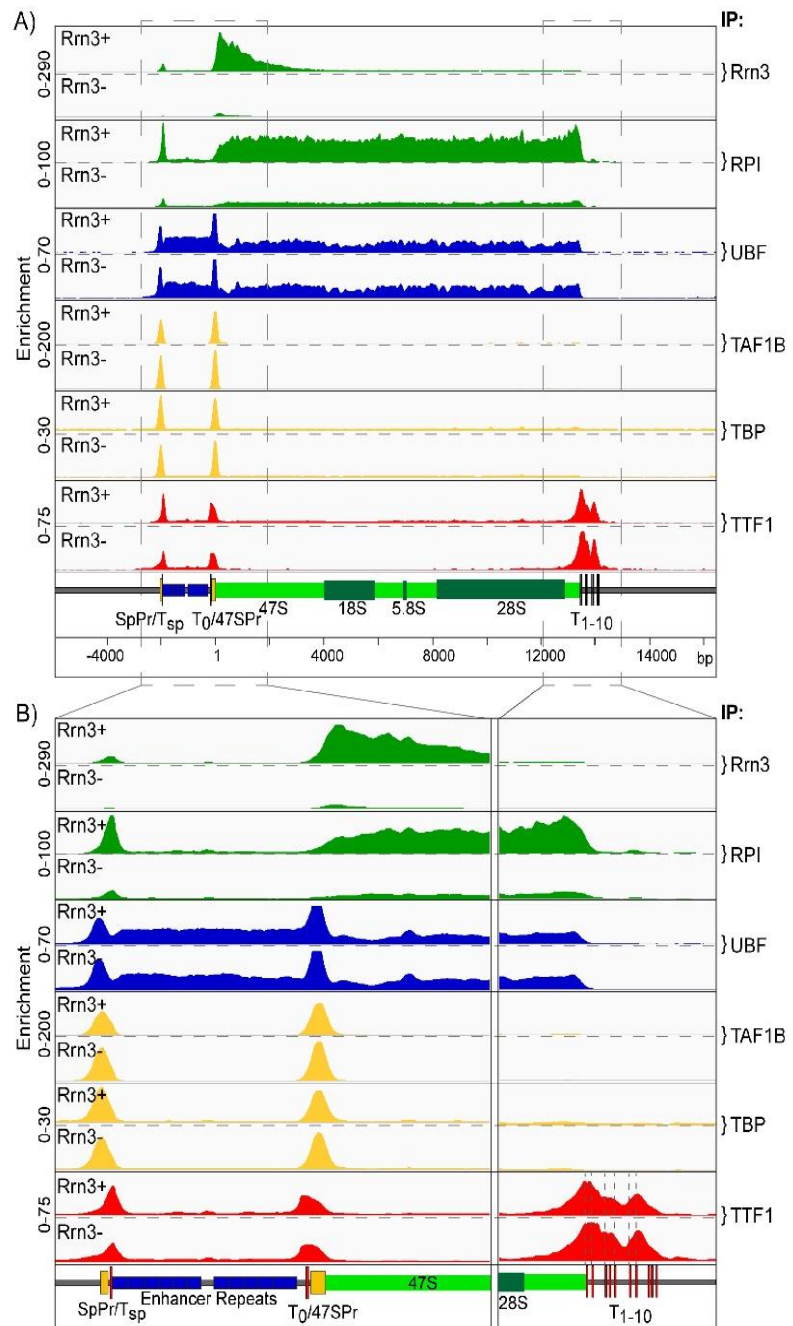 A)
IP:
Rrn3+
Rrn3-
0-290
} Rrn3
Rrn3+
Rrn3-
0-100
} RPI
Rrn3+
Rrn3-
0-70
} UBF
Enrichment
Rrn3+
Rrn3-
0-200
} TAF1B
Rrn3+
Rrn3-
0-30
} TBP
Rrn3+
Rrn3-
0-75
} TTF1
47S 18S 5.8S 28S
SpPr/Tsp T0/47SPr T1-10
-4000 1 4000 8000 12000 14000 bp
B)
IP:
Rrn3+
Rrn3-
0-290
} Rrn3
Rrn3+
Rrn3-
0-100
} RPI
Rrn3+
Rrn3-
0-70
} UBF
Enrichment
Rrn3+
Rrn3-
0-200
} TAF1B
Rrn3+
Rrn3-
0-30
} TBP
Rrn3+
Rrn3-
0-75
} TTF1
47S
SpPr/Tsp Enhancer Repeats T0/47SPr 28S T1-10